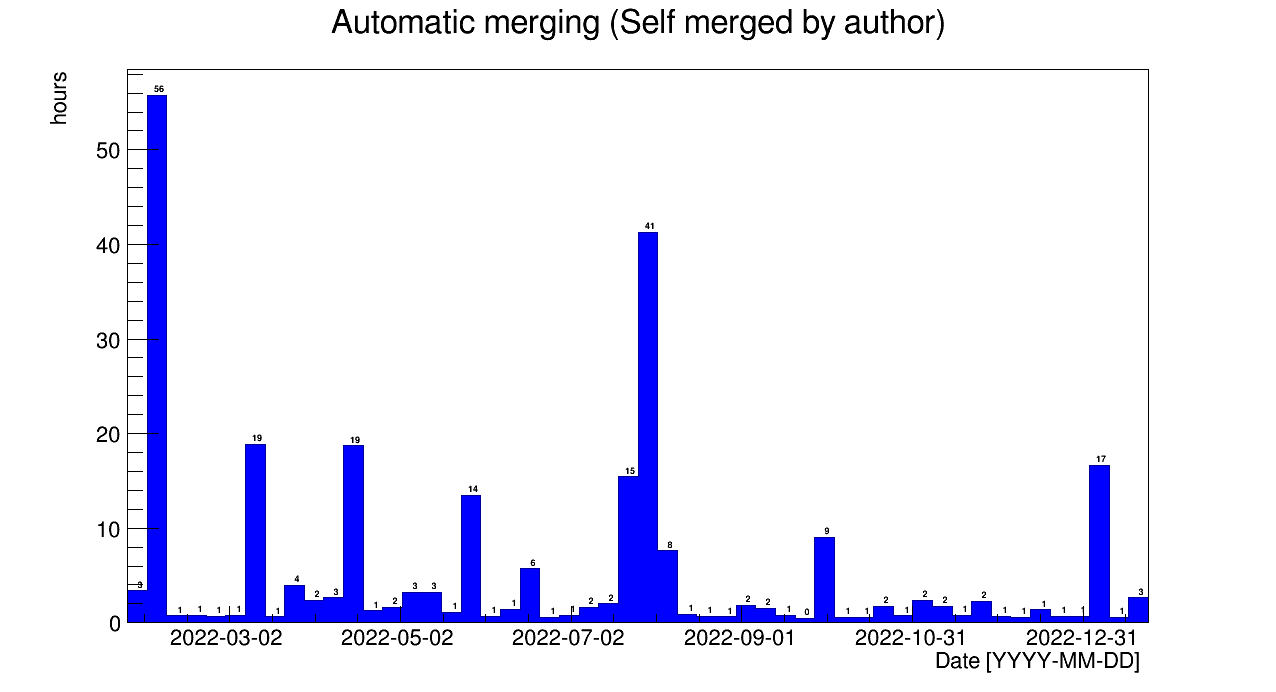 Automatic merging (Self merged by author)
hours
50
40
30
20
10
0
3 56 1 1 1 1 19 1 4 2 3 19 1 2 3 3 1 14 1 1 6 1 1 2 2 15 41 8 1 1 1 2 2 1 0 9 1 1 2 1 2 2 1 2 1 1 1 1 1 17 1 3
2022-03-02 2022-05-02 2022-07-02 2022-09-01 2022-10-31 2022-12-31
Date [YYYY-MM-DD]